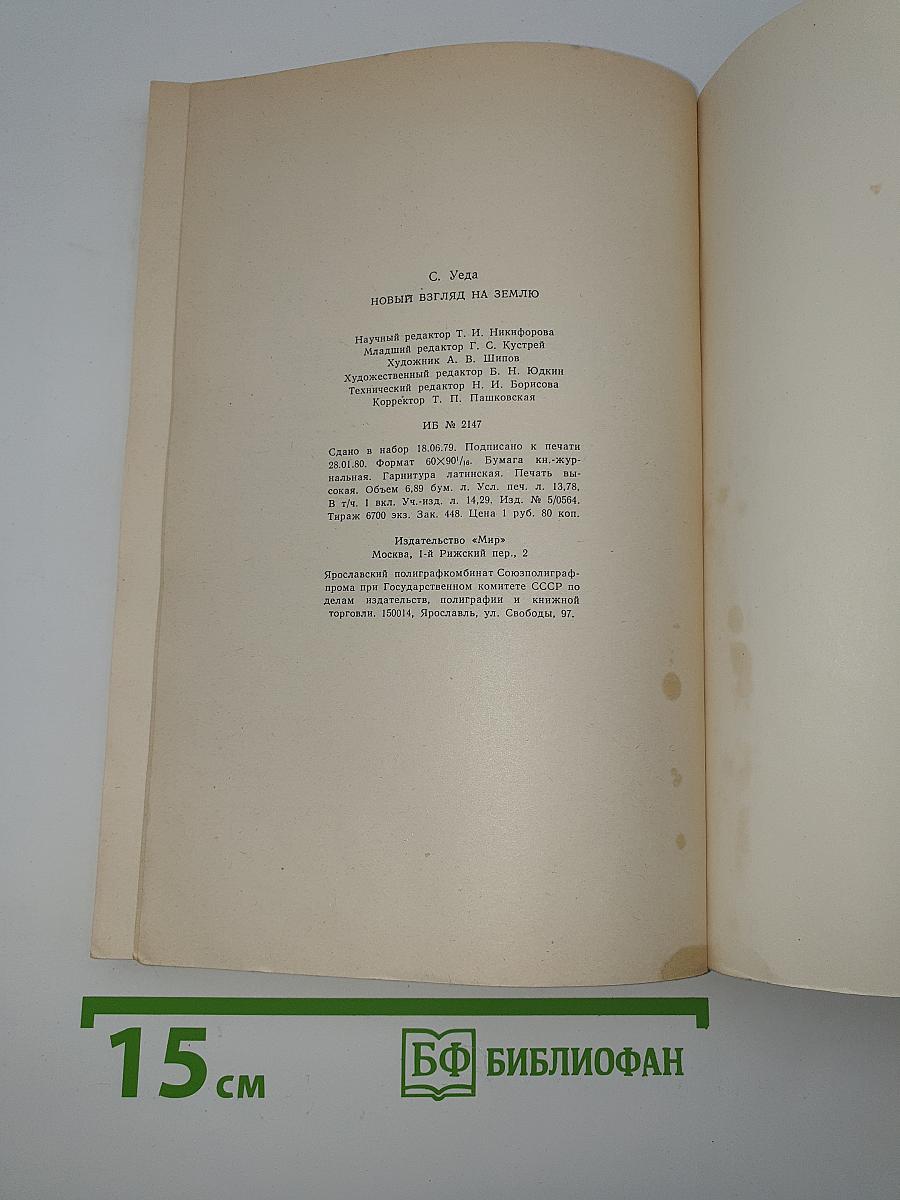 С. Уеда
НОВЫЙ ВЗГЛЯД НА ЗЕМЛЮ
Научный редактор Т. И. Никифорова
Младший редактор Г. С. Кустрей
Художник А. В. Шипов
Художественный редактор Б. Н. Юдкин
Технический редактор Н. И. Борисова
Корректор Т. П. Пашковская
ИБ № 2147
Сдано в набор 18.06.79. Подписано к печати
28.01.80. Формат 60×90¹/₁₆. Бумага кн.-жур-
нальная. Гарнитура латинская. Печать вы-
сокая. Объем 6,89 бум. л. Усл. печ. л. 13,78,
В т/ч. 1 вкл. Уч.-изд. л. 14,29. Изд. № 5/0564.
Тираж 6700 экз. Зак. 448. Цена 1 руб. 80 коп.
Издательство «Мир»
Москва, 1-й Рижский пер., 2
Ярославский полиграфкомбинат Союзполиграф-
прома при Государственном комитете СССР по
делам издательств, полиграфии и книжной
торговли. 150014, Ярославль, ул. Свободы, 97.
15 см
БФ БИБЛИОФАН